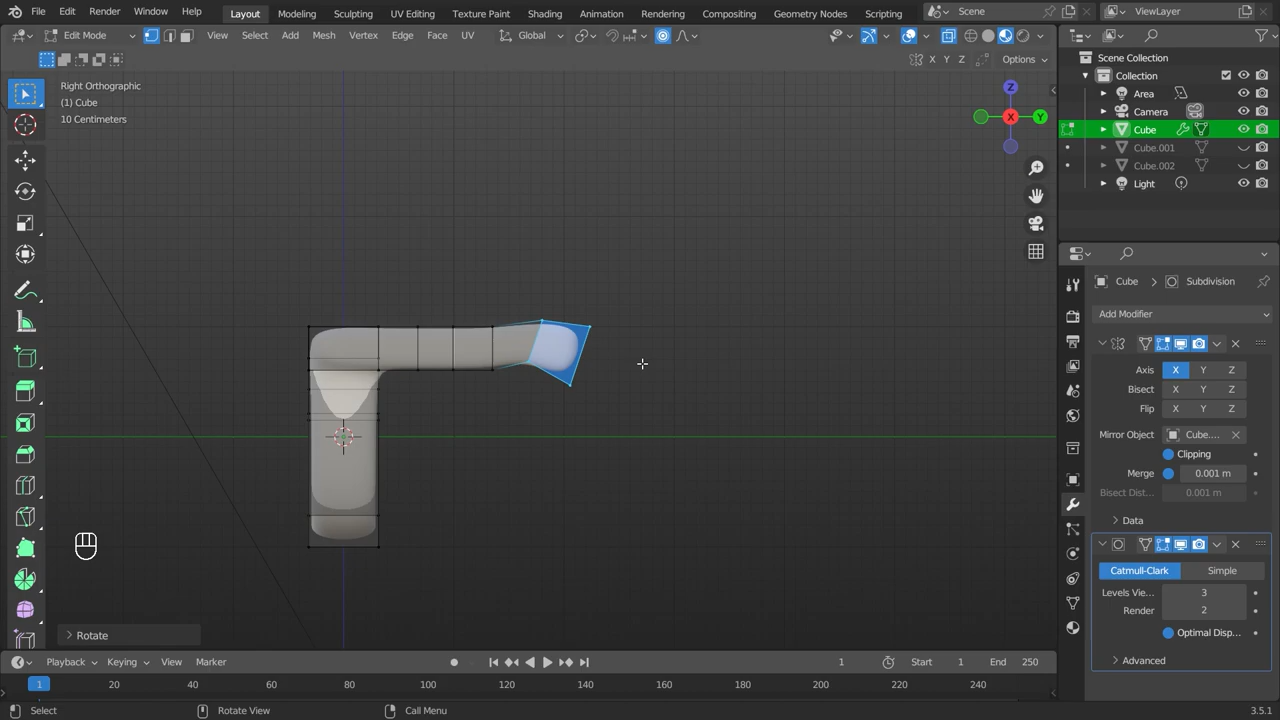 File Edit Render Window Help Layout Modeling Sculpting UV Editing Texture Paint Shading Animation Rendering Compositing Geometry Nodes Scripting Scene ViewLayer
Edit Mode View Select Add Mesh Vertex Edge Face UV Global
X Y Z Options
Right Orthographic
(1) Cube
10 Centimeters
Z
X
Y
Scene Collection
Collection
Area
Camera
Cube
Cube.001
Cube.002
Light
Cube > Subdivision
Add Modifier
Axis X Y Z
Bisect X Y Z
Flip X Y Z
Mirror Object Cube....
Clipping
Merge 0.001 m
Bisect Dist... 0.001 m
Data
Catmull-Clark Simple
Levels Vie... 3
Render 2
Optimal Disp...
Advanced
Rotate
Playback Keying View Marker 1 Start 1 End 250
1 20 40 60 80 100 120 140 160 180 200 220 240
Select Rotate View Call Menu 3.5.1